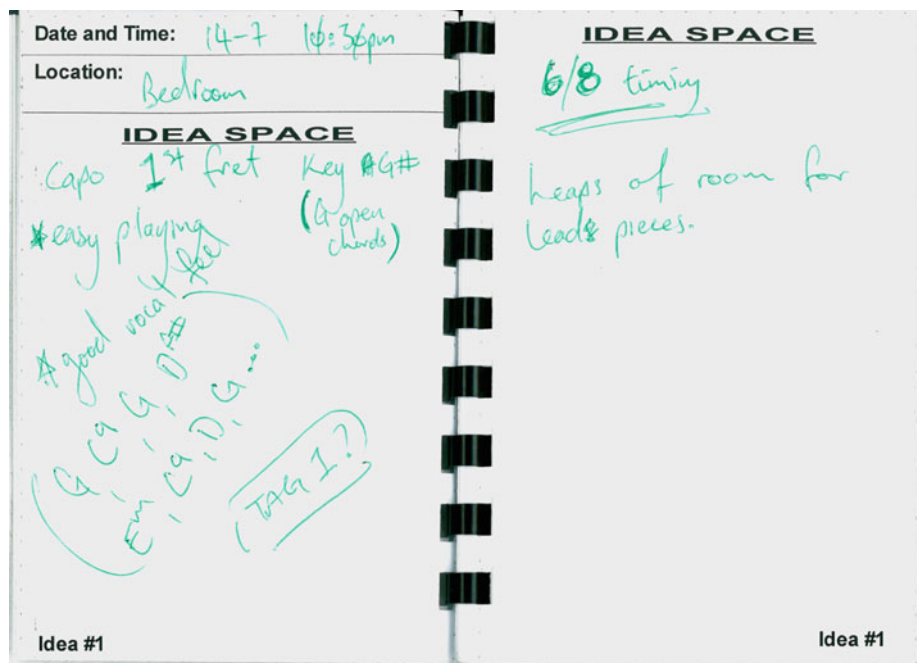 Date and Time: 14-7 10:30pm
Location: Bedroom
IDEA SPACE
Capo 1st fret Key G#
(G open chords)
*easy playing
*good vocal feel
(G, C9, G, D#
Em, C9, D, G...)
(TAG 1?)
Idea #1
IDEA SPACE
6/8 timing
heaps of room for
lead pieces.
Idea #1